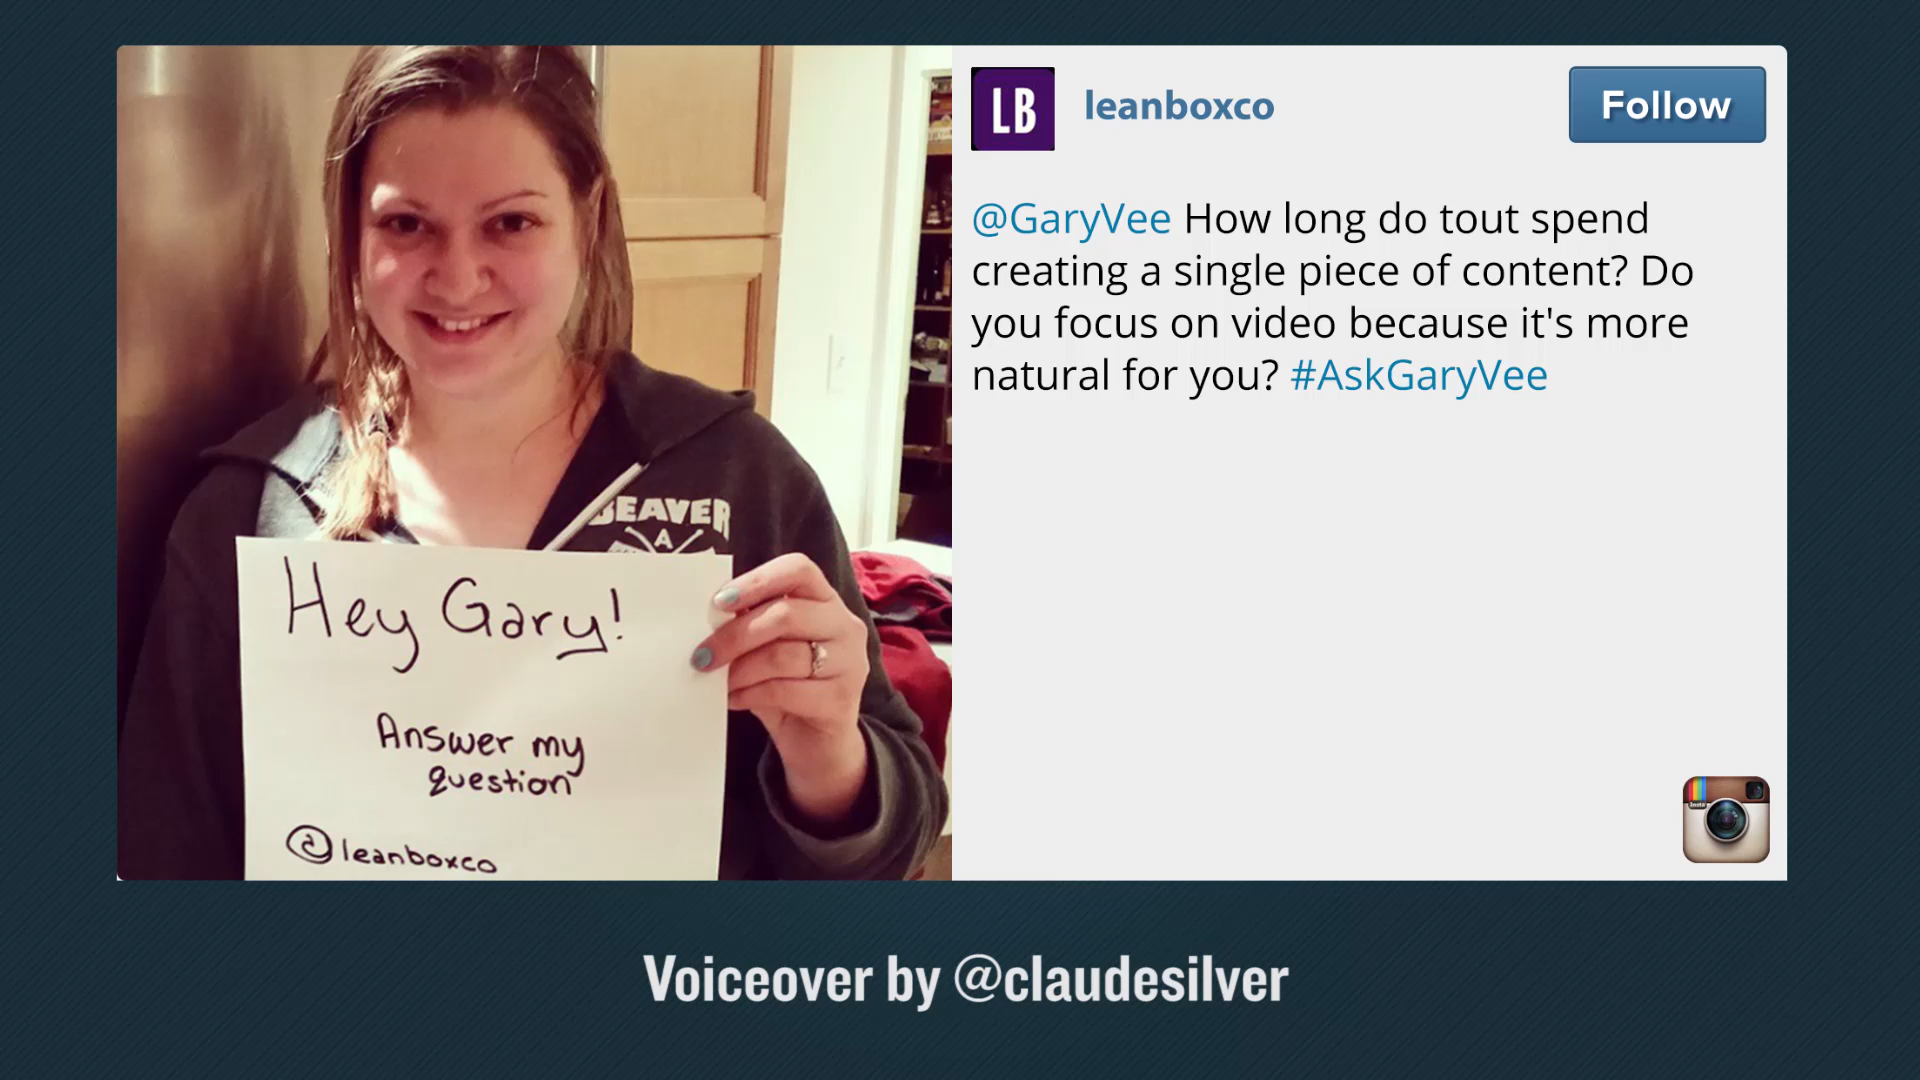 BEAVER
A
Hey Gary!
Answer my
question
@leanboxco
LB
leanboxco
Follow
@GaryVee How long do tout spend
creating a single piece of content? Do
you focus on video because it's more
natural for you? #AskGaryVee
Insta
Voiceover by @claudesilver